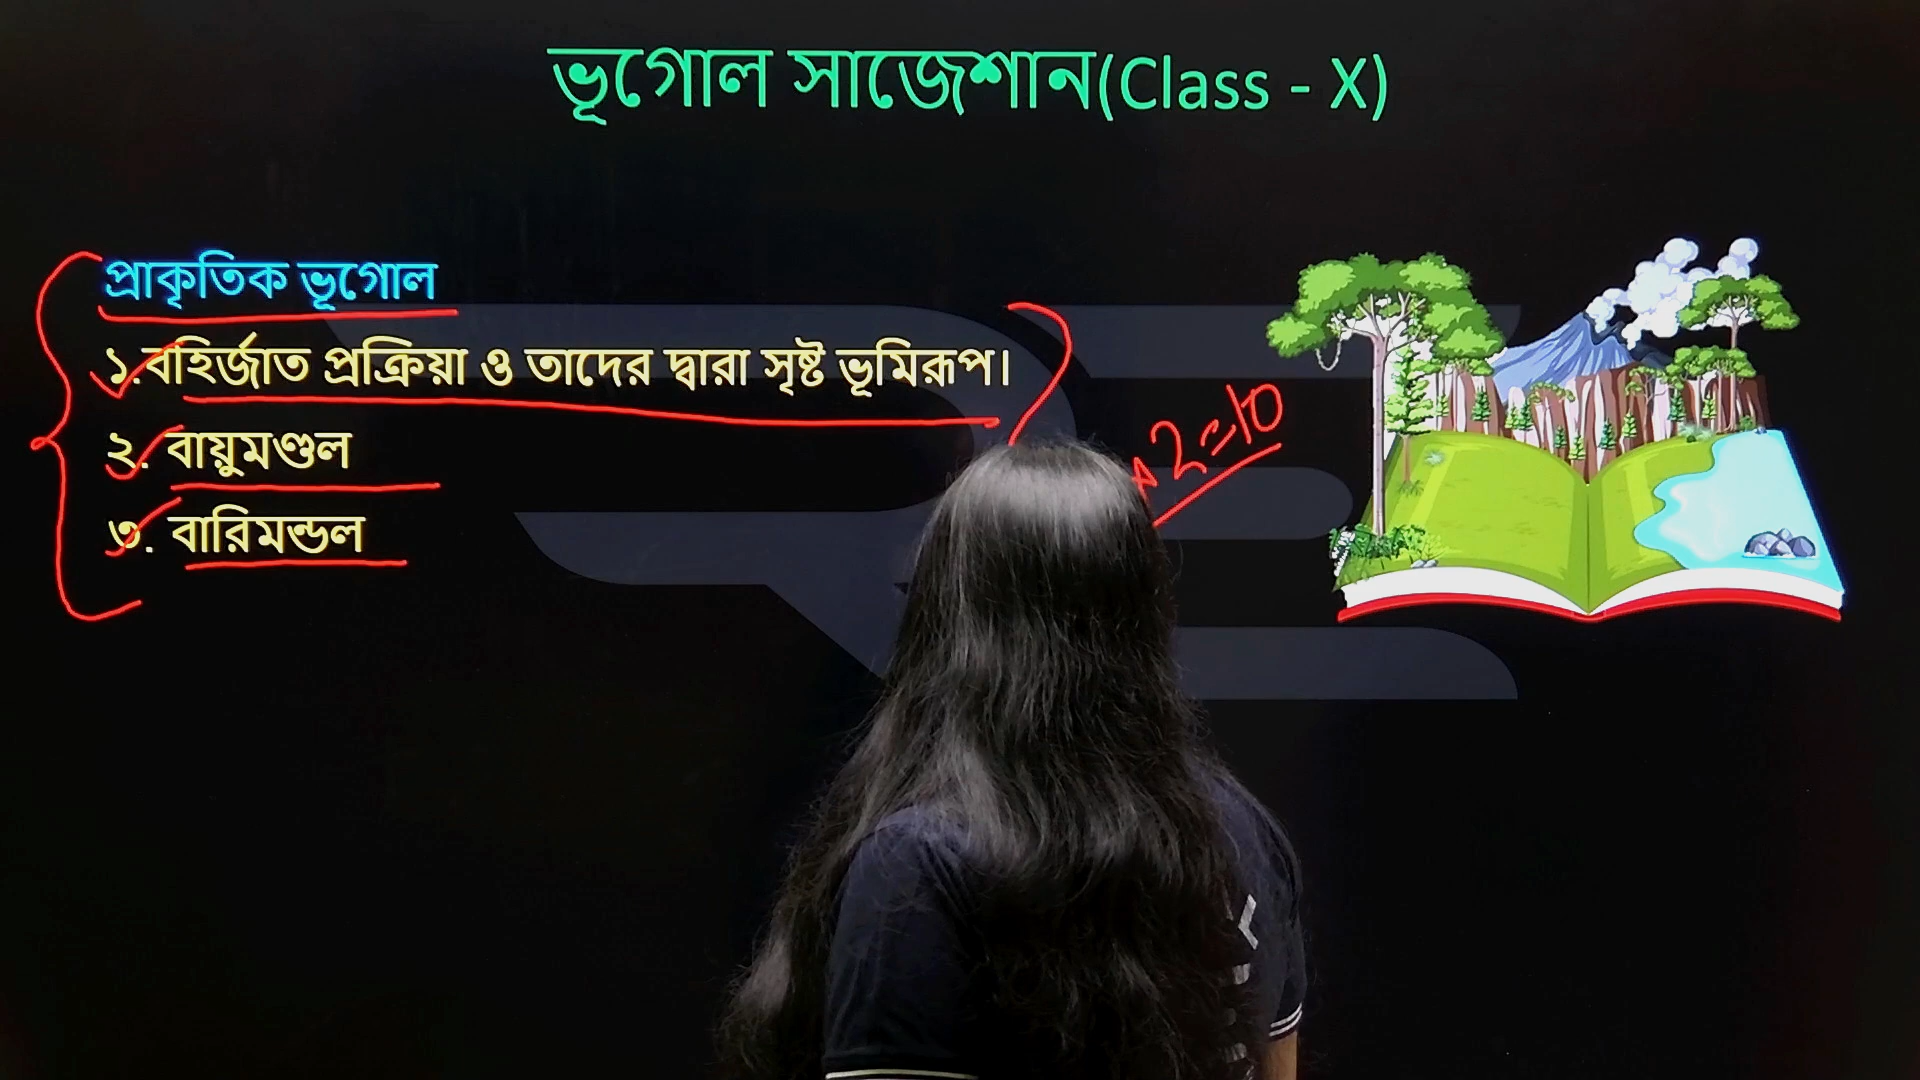 ভূগোল সাজেশান(Class - X)
প্রাকৃতিক ভূগোল
১.বহির্জাত প্রক্রিয়া ও তাদের দ্বারা সৃষ্ট ভূমিরূপ।
২. বায়ুমণ্ডল
৩. বারিমন্ডল
2=10